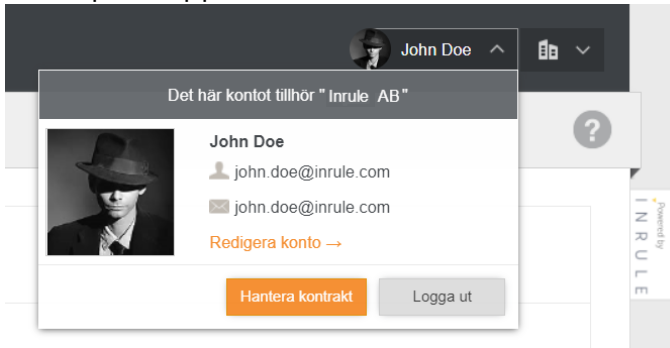 John Doe
Det här kontot tillhör "Inrule AB"
John Doe
john.doe@inrule.com
john.doe@inrule.com
Redigera konto →
Hantera kontrakt
Logga ut
?
Powered by
INRULE